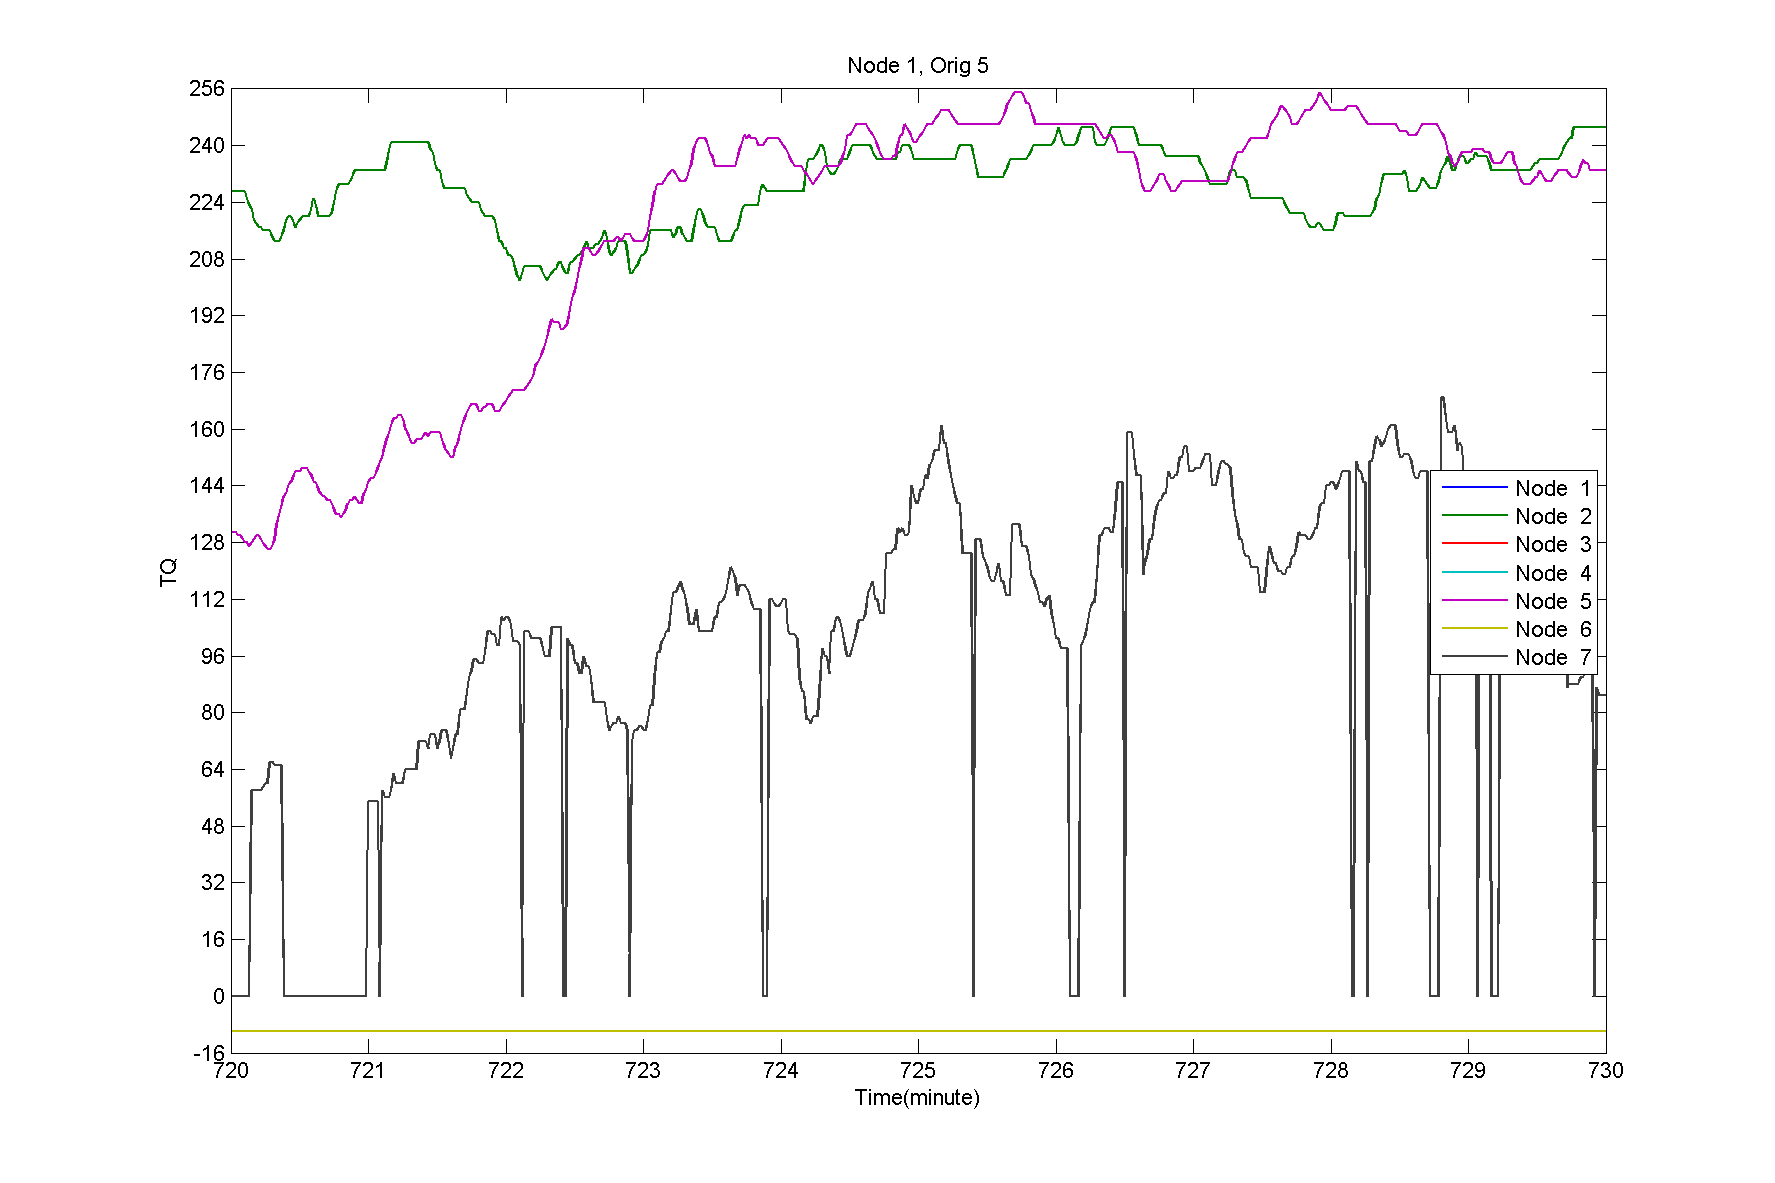 Node 1, Orig 5
256
240
224
208
192
176
160
144
128
112
96
80
64
48
32
16
0
-16
TQ
Node 1
Node 2
Node 3
Node 4
Node 5
Node 6
Node 7
720 721 722 723 724 725 726 727 728 729 730
Time(minute)